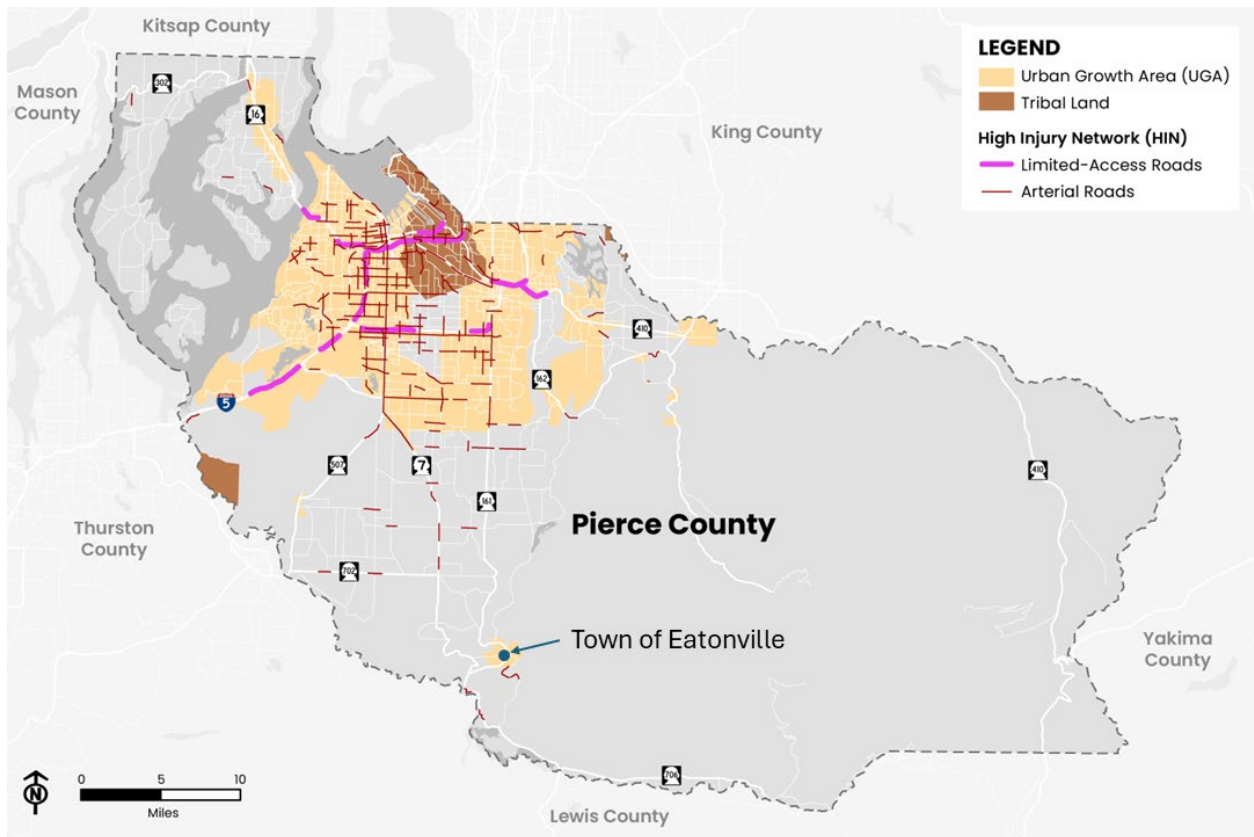 Kitsap County
Mason
County
302
16
King County
LEGEND
Urban Growth Area (UGA)
Tribal Land
High Injury Network (HIN)
Limited-Access Roads
Arterial Roads
410
162
5
507
7
161
410
Thurston
County
Pierce County
702
Town of Eatonville
Yakima
County
N
0 5 10
Miles
706
Lewis County